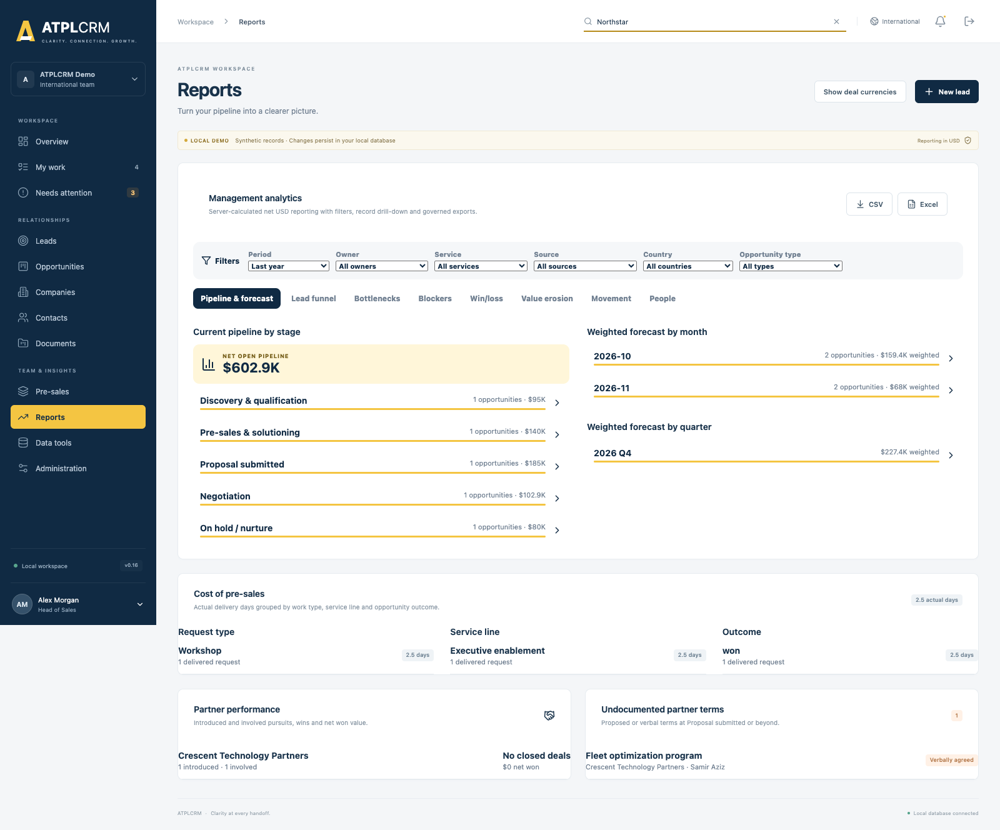 ATPLCRM
CLARITY. CONNECTION. GROWTH.
A
ATPLCRM Demo
International team
WORKSPACE
Overview
My work 4
Needs attention 3
RELATIONSHIPS
Leads
Opportunities
Companies
Contacts
Documents
TEAM & INSIGHTS
Pre-sales
Reports
Data tools
Administration
Local workspace v0.16
AM
Alex Morgan
Head of Sales
Workspace Reports
Northstar
International
ATPLCRM WORKSPACE
Reports
Turn your pipeline into a clearer picture.
Show deal currencies
New lead
LOCAL DEMO Synthetic records · Changes persist in your local database
Reporting in USD
Management analytics
Server-calculated net USD reporting with filters, record drill-down and governed exports.
CSV
Excel
Filters
Period
Last year
Owner
All owners
Service
All services
Source
All sources
Country
All countries
Opportunity type
All types
Pipeline & forecast Lead funnel Bottlenecks Blockers Win/loss Value erosion Movement People
Current pipeline by stage
NET OPEN PIPELINE
$602.9K
Discovery & qualification 1 opportunities · $95K
Pre-sales & solutioning 1 opportunities · $140K
Proposal submitted 1 opportunities · $185K
Negotiation 1 opportunities · $102.9K
On hold / nurture 1 opportunities · $80K
Weighted forecast by month
2026-10 2 opportunities · $159.4K weighted
2026-11 2 opportunities · $68K weighted
Weighted forecast by quarter
2026 Q4 $227.4K weighted
Cost of pre-sales
Actual delivery days grouped by work type, service line and opportunity outcome.
2.5 actual days
Request type
Workshop
1 delivered request
2.5 days
Service line
Executive enablement
1 delivered request
2.5 days
Outcome
won
1 delivered request
2.5 days
Partner performance
Introduced and involved pursuits, wins and net won value.
Crescent Technology Partners
1 introduced · 1 involved
No closed deals
$0 net won
Undocumented partner terms
Proposed or verbal terms at Proposal submitted or beyond.
1
Fleet optimization program
Crescent Technology Partners · Samir Aziz
Verbally agreed
ATPLCRM · Clarity at every handoff.
Local database connected